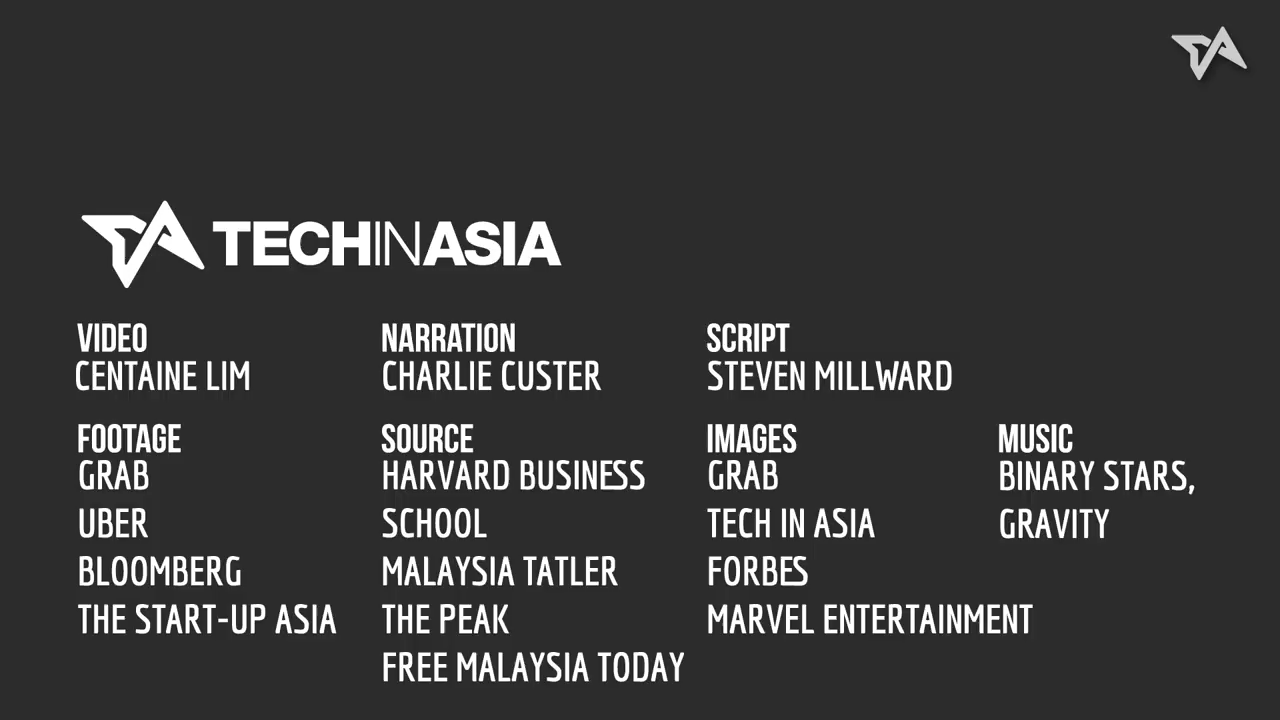 TECHINASIA
VIDEO
CENTAINE LIM
NARRATION
CHARLIE CUSTER
SCRIPT
STEVEN MILLWARD
FOOTAGE
GRAB
UBER
BLOOMBERG
THE START-UP ASIA
SOURCE
HARVARD BUSINESS
SCHOOL
MALAYSIA TATLER
THE PEAK
FREE MALAYSIA TODAY
IMAGES
GRAB
TECH IN ASIA
FORBES
MARVEL ENTERTAINMENT
MUSIC
BINARY STARS,
GRAVITY